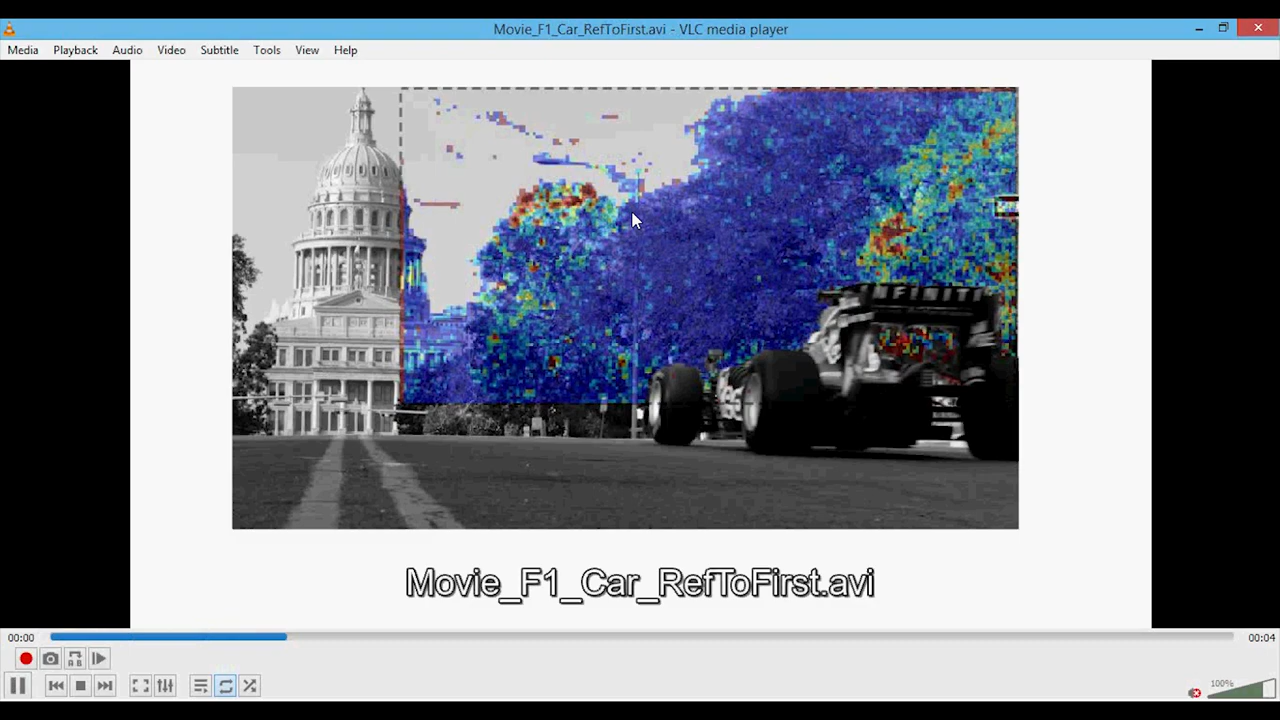 Movie_F1_Car_RefToFirst.avi - VLC media player
Media Playback Audio Video Subtitle Tools View Help
INFINITI
Movie_F1_Car_RefToFirst.avi
00:00
00:04
100%